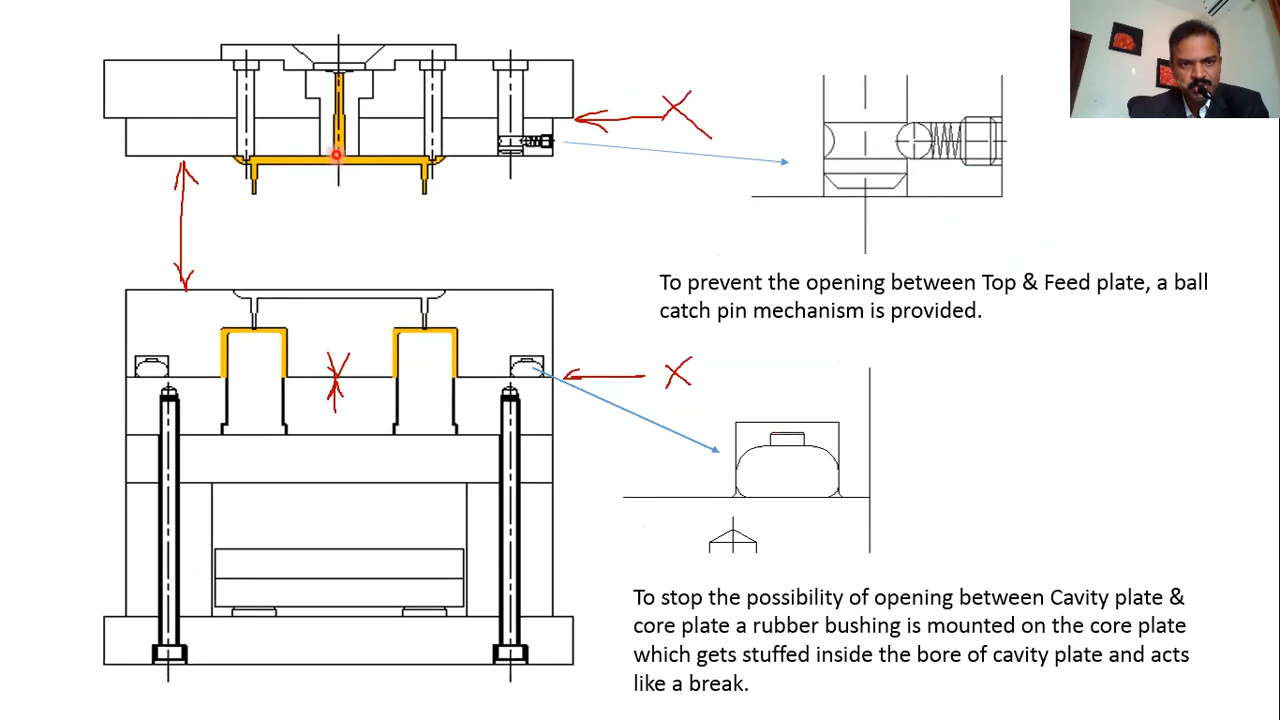 To prevent the opening between Top & Feed plate, a ball
catch pin mechanism is provided.
To stop the possibility of opening between Cavity plate &
core plate a rubber bushing is mounted on the core plate
which gets stuffed inside the bore of cavity plate and acts
like a break.